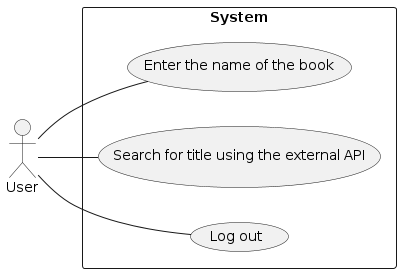 System
Enter the name of the book
Search for title using the external API
User
Log out